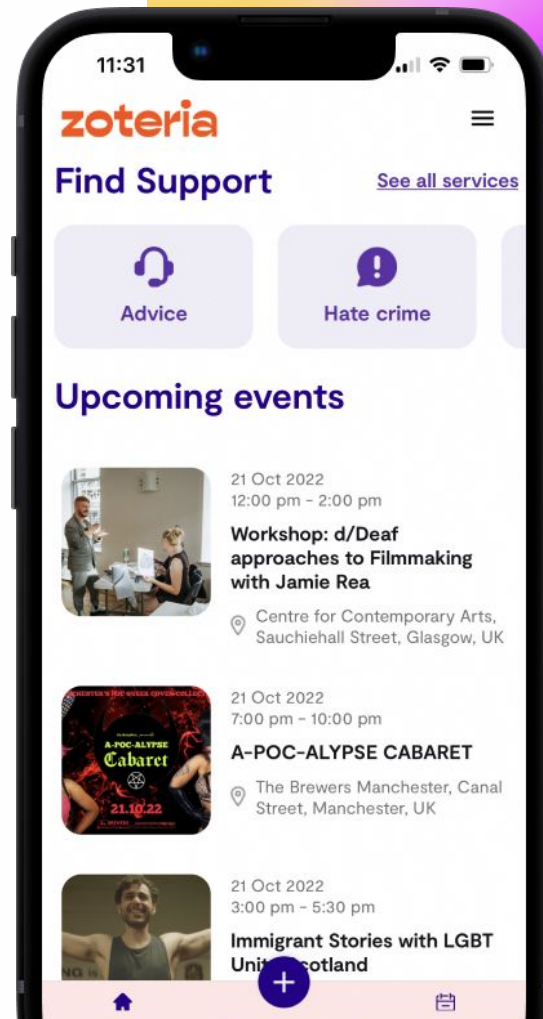 11:31
zoteria
Find Support
See all services
Advice
Hate crime
Upcoming events
21 Oct 2022
12:00 pm – 2:00 pm
Workshop: d/Deaf
approaches to Filmmaking
with Jamie Rea
Centre for Contemporary Arts,
Sauchiehall Street, Glasgow, UK
A-POC-ALYPSE
Cabaret
21.10.22
21 Oct 2022
7:00 pm – 10:00 pm
A-POC-ALYPSE CABARET
The Brewers Manchester, Canal
Street, Manchester, UK
21 Oct 2022
3:00 pm – 5:30 pm
Immigrant Stories with LGBT